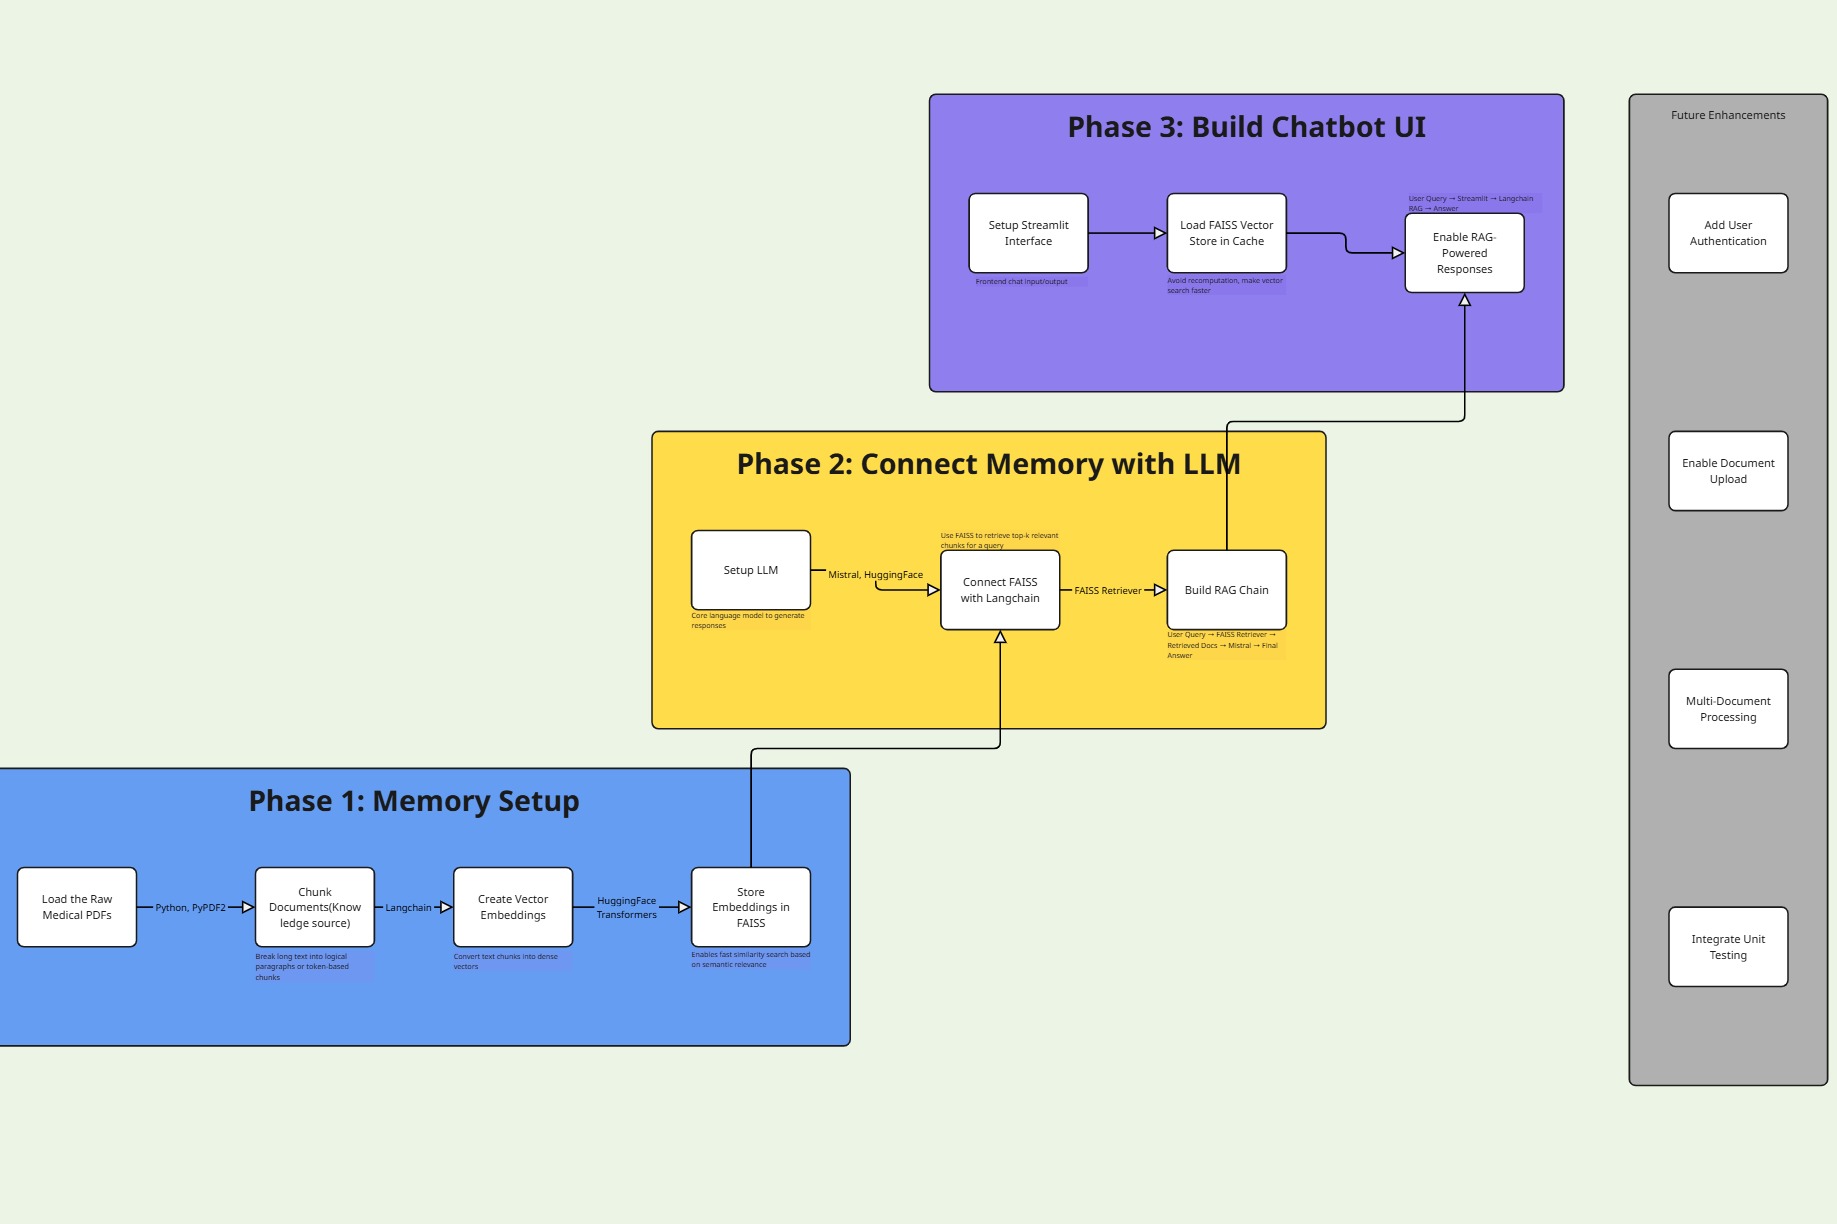 Phase 3: Build Chatbot UI
Setup Streamlit
Interface
Frontend chat input/output
Load FAISS Vector
Store in Cache
Avoid recomputation, make vector
search faster
User Query → Streamlit → Langchain
RAG → Answer
Enable RAG-
Powered
Responses
Phase 2: Connect Memory with LLM
Setup LLM
Core language model to generate
responses
Mistral, HuggingFace
Use FAISS to retrieve top-k relevant
chunks for a query
Connect FAISS
with Langchain
FAISS Retriever
Build RAG Chain
User Query → FAISS Retriever →
Retrieved Docs → Mistral → Final
Answer
Phase 1: Memory Setup
Load the Raw
Medical PDFs
Python, PyPDF2
Chunk
Documents(Know
ledge source)
Break long text into logical
paragraphs or token-based
chunks
Langchain
Create Vector
Embeddings
Convert text chunks into dense
vectors
HuggingFace
Transformers
Store
Embeddings in
FAISS
Enables fast similarity search based
on semantic relevance
Future Enhancements
Add User
Authentication
Enable Document
Upload
Multi-Document
Processing
Integrate Unit
Testing